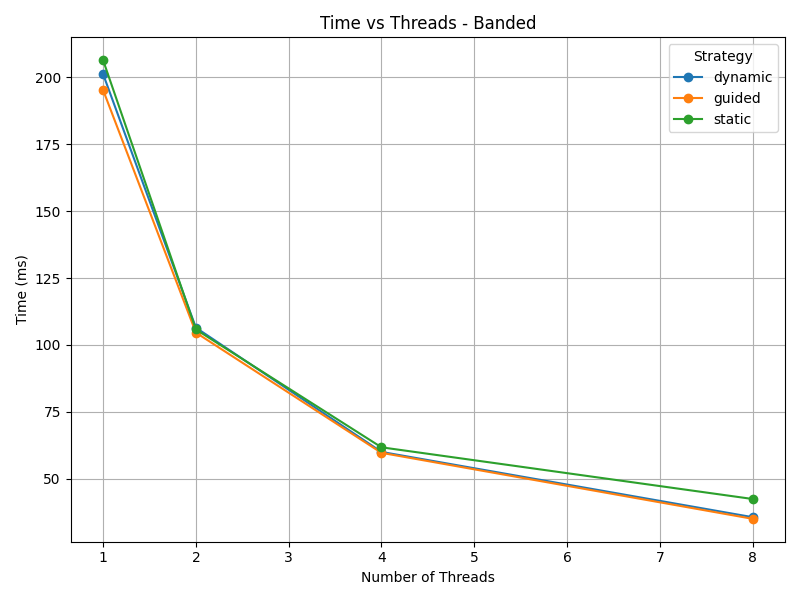 Time vs Threads - Banded
Strategy
dynamic
guided
static
Time (ms)
200
175
150
125
100
75
50
1 2 3 4 5 6 7 8
Number of Threads